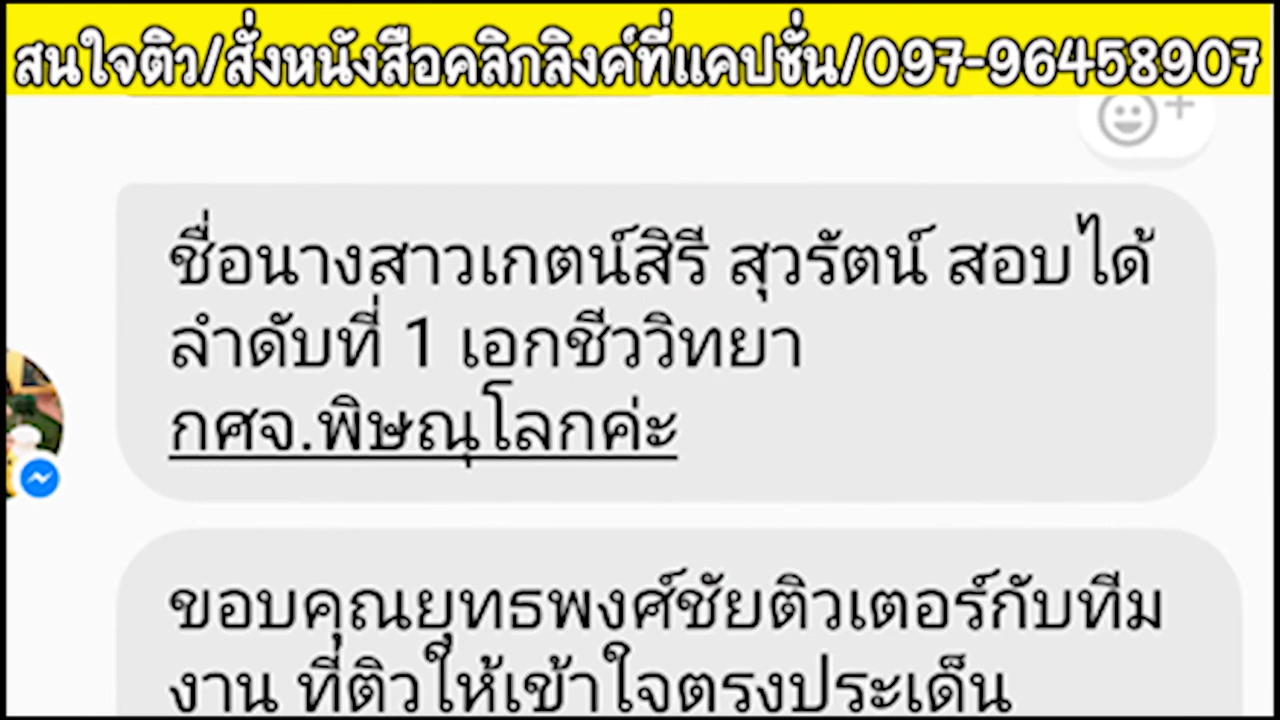 สนใจติว/สั่งหนังสือคลิกลิงค์ที่แคปชั่น/097-96458907
ชื่อนางสาวเกตน์สิรี สุวรัตน์ สอบได้
ลำดับที่ 1 เอกชีววิทยา
กศจ.พิษณุโลกค่ะ
ขอบคุณยุทธพงศ์ชัยติวเตอร์กับทีม
งาน ที่ติวให้เข้าใจตรงประเด็น